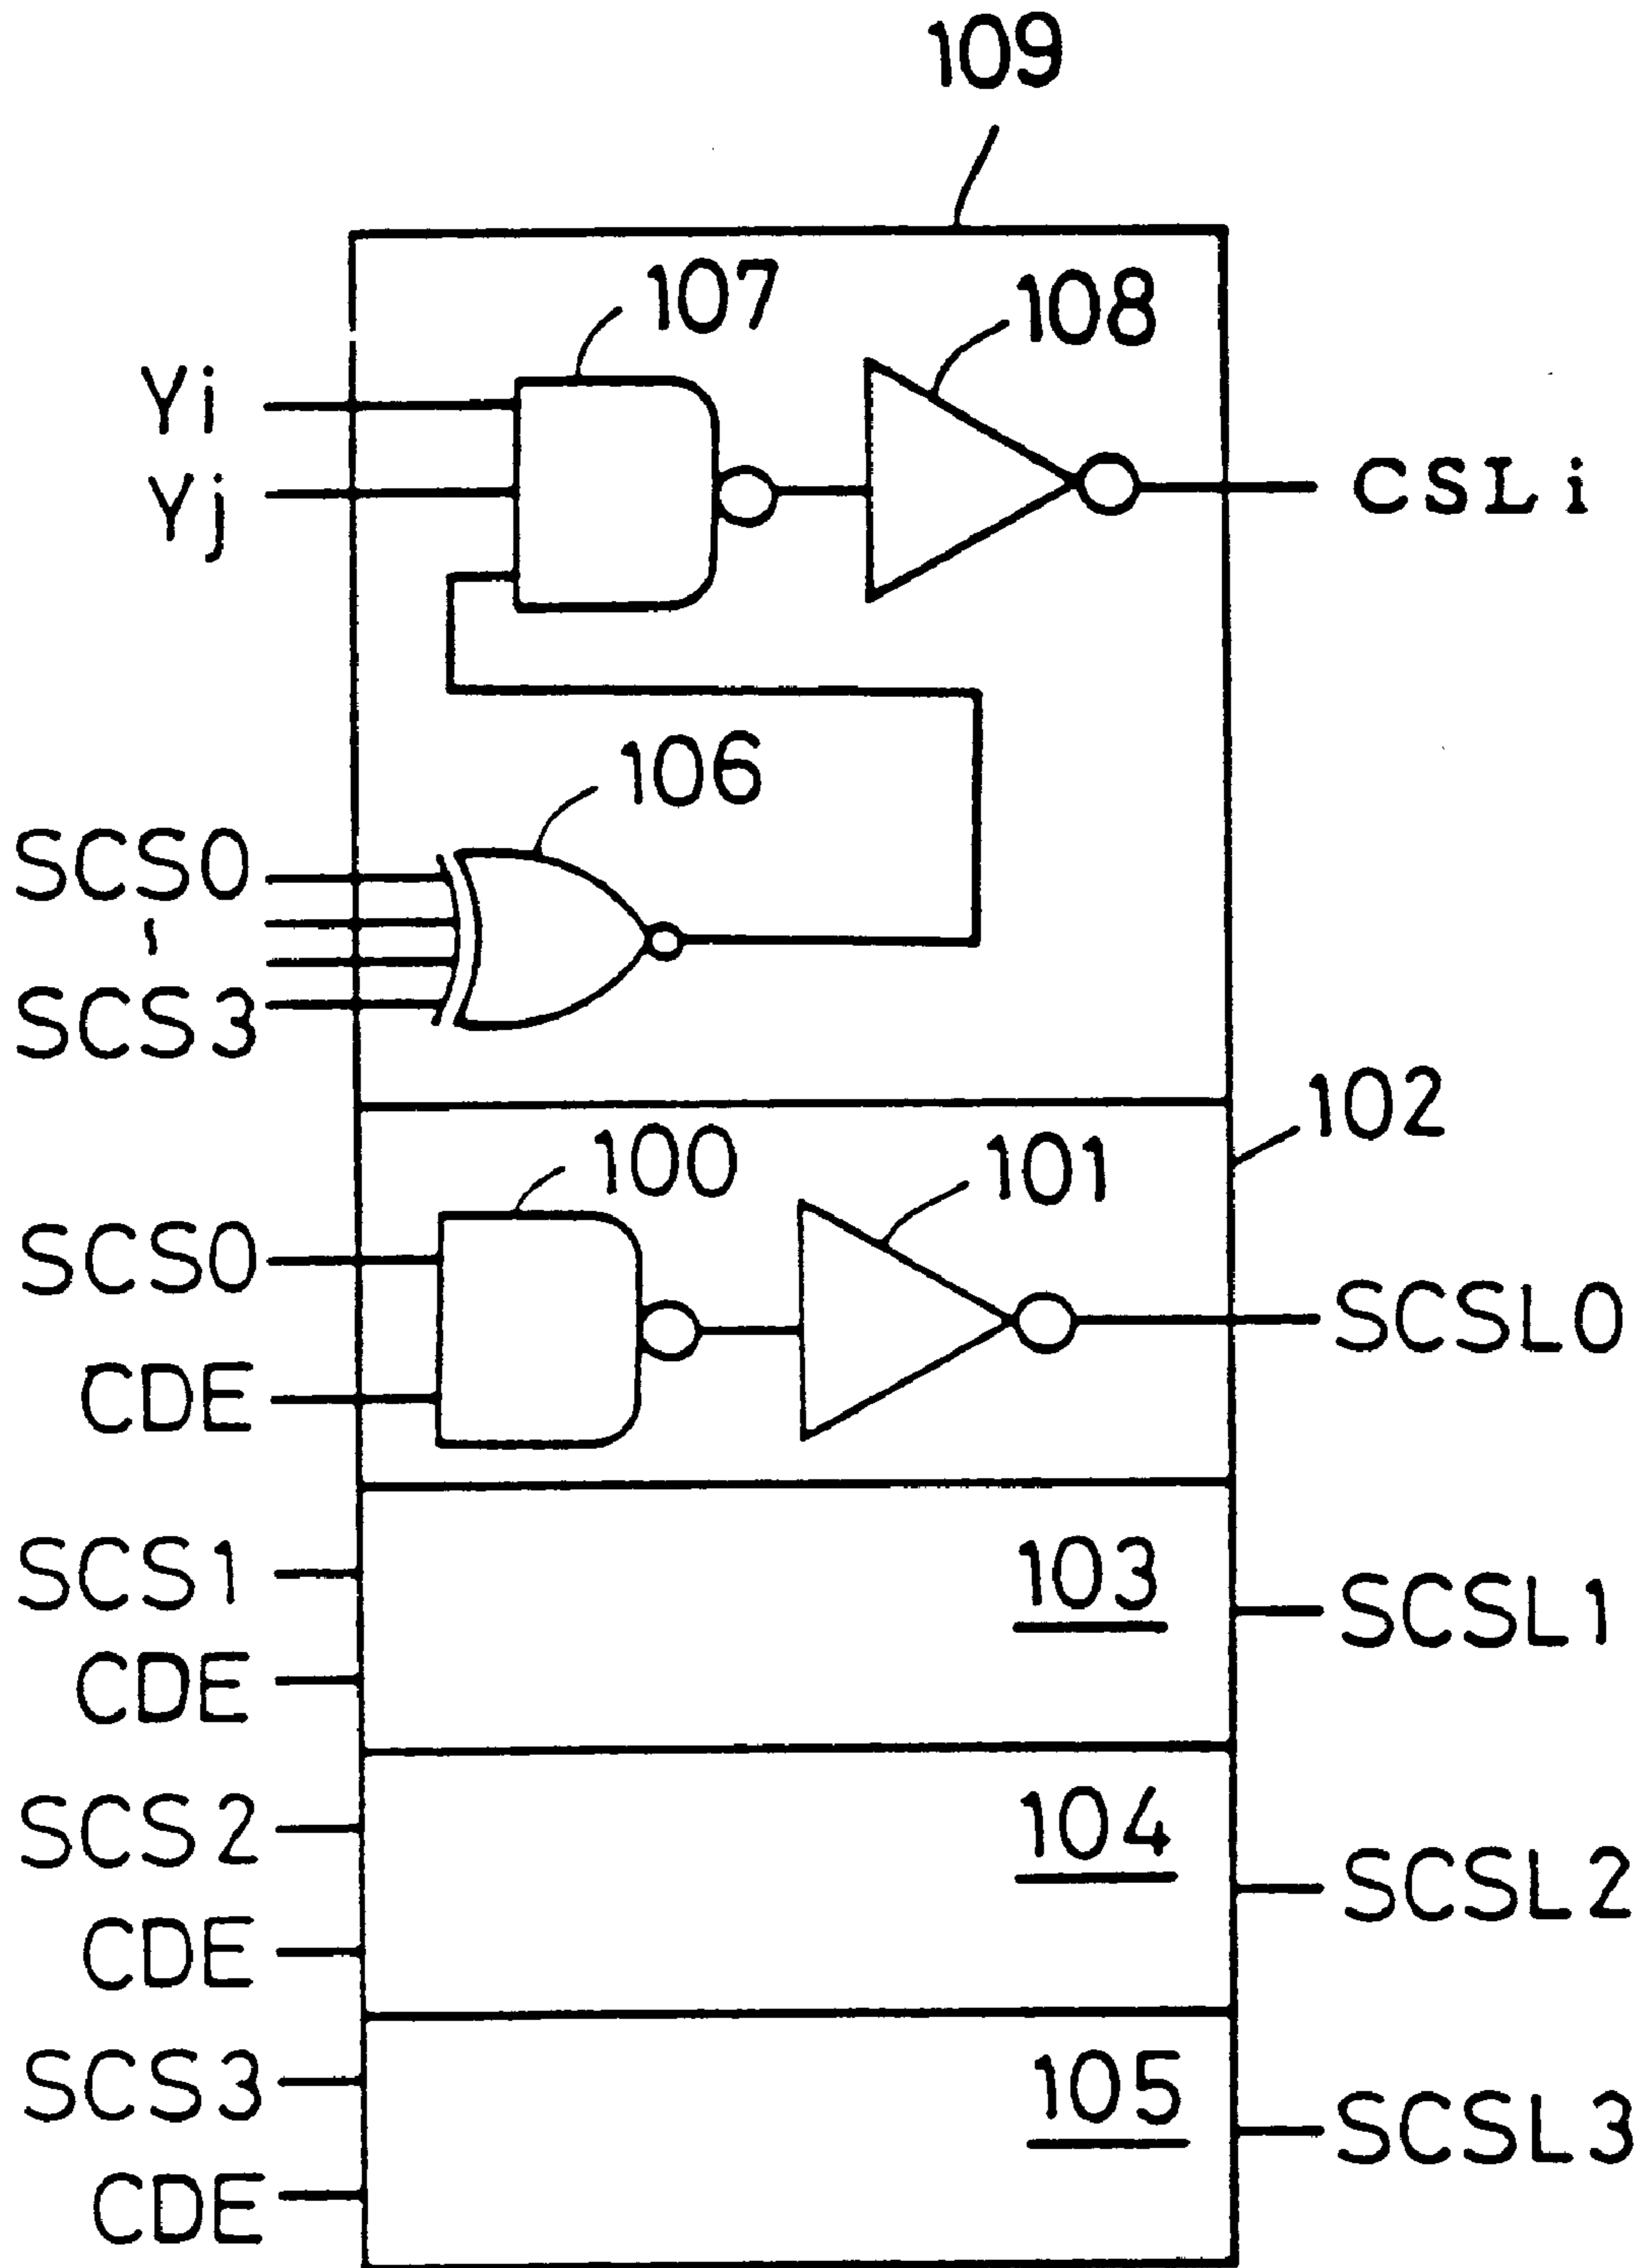 109
107
108
Yi
Yj
CSLi
106
SCS0
~
SCS3
102
100
101
SCS0
SCSL0
CDE
SCS1
103
SCSL1
CDE
SCS2
104
SCSL2
CDE
SCS3
105
SCSL3
CDE